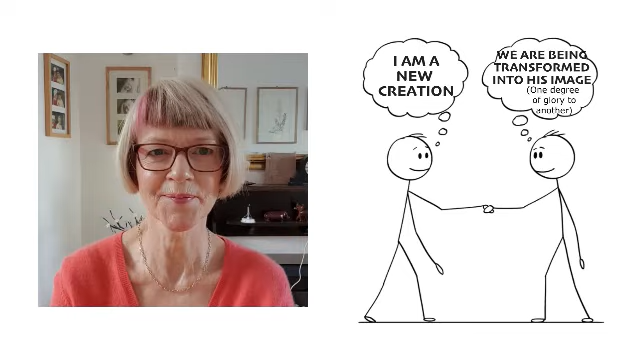 I AM A
NEW
CREATION
WE ARE BEING
TRANSFORMED
INTO HIS IMAGE
(One degree
of glory to
another)